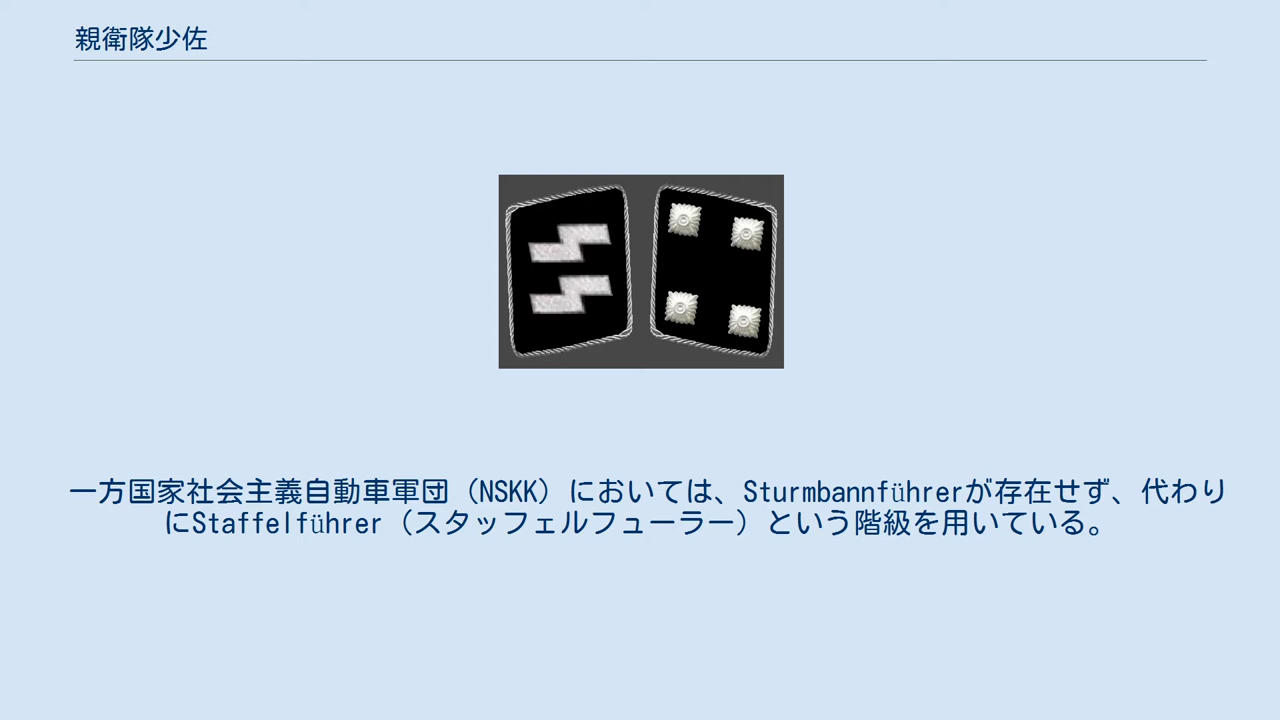 親衛隊少佐
一方国家社会主義自動車軍団（NSKK）においては、Sturmbannführerが存在せず、代わり
にStaffelführer（スタッフェルフューラー）という階級を用いている。